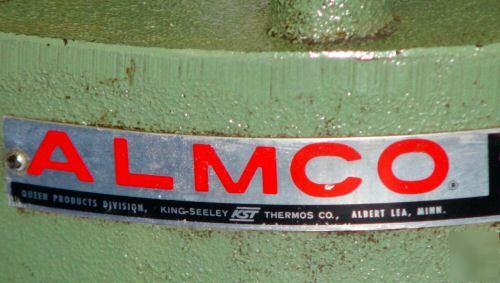 ALMCO®
QUEEN PRODUCTS DIVISION, KING-SEELEY KST THERMOS CO., ALBERT LEA, MINN.